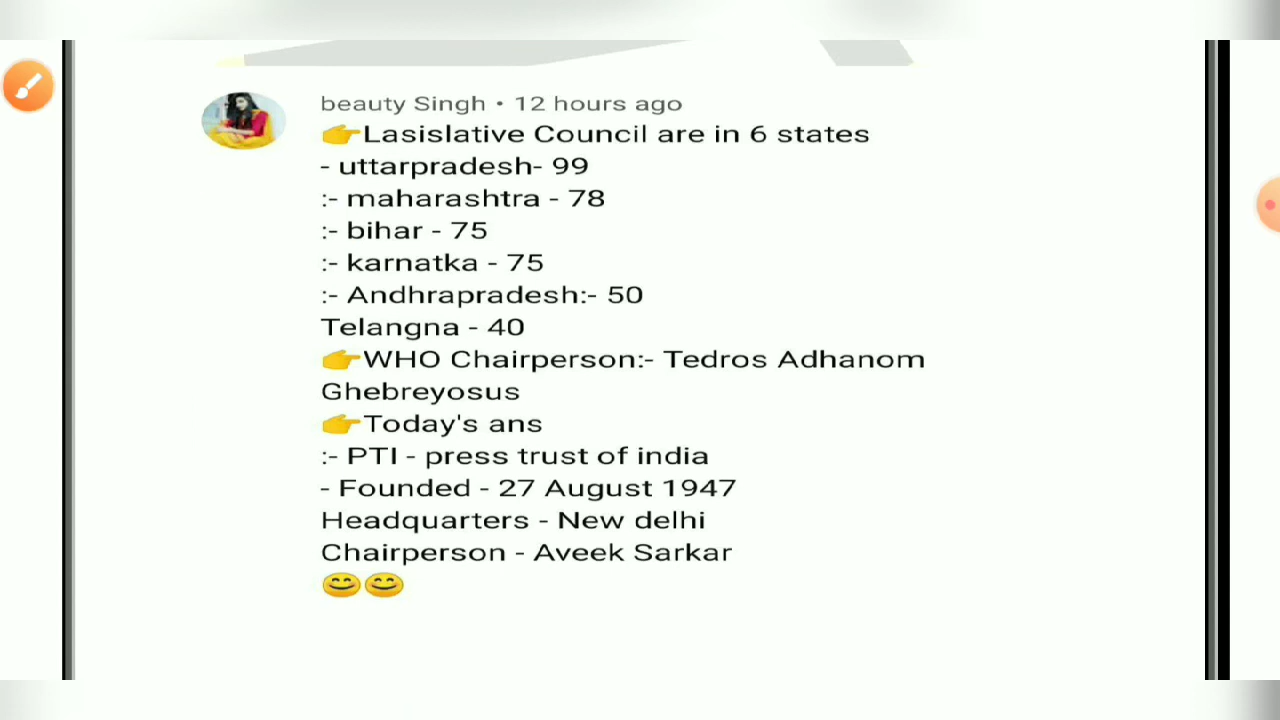 beauty Singh • 12 hours ago
👉Lasislative Council are in 6 states
- uttarpradesh- 99
:- maharashtra - 78
:- bihar - 75
:- karnatka - 75
:- Andhrapradesh:- 50
Telangna - 40
👉WHO Chairperson:- Tedros Adhanom
Ghebreyosus
👉Today's ans
:- PTI - press trust of india
- Founded - 27 August 1947
Headquarters - New delhi
Chairperson - Aveek Sarkar
😊😊